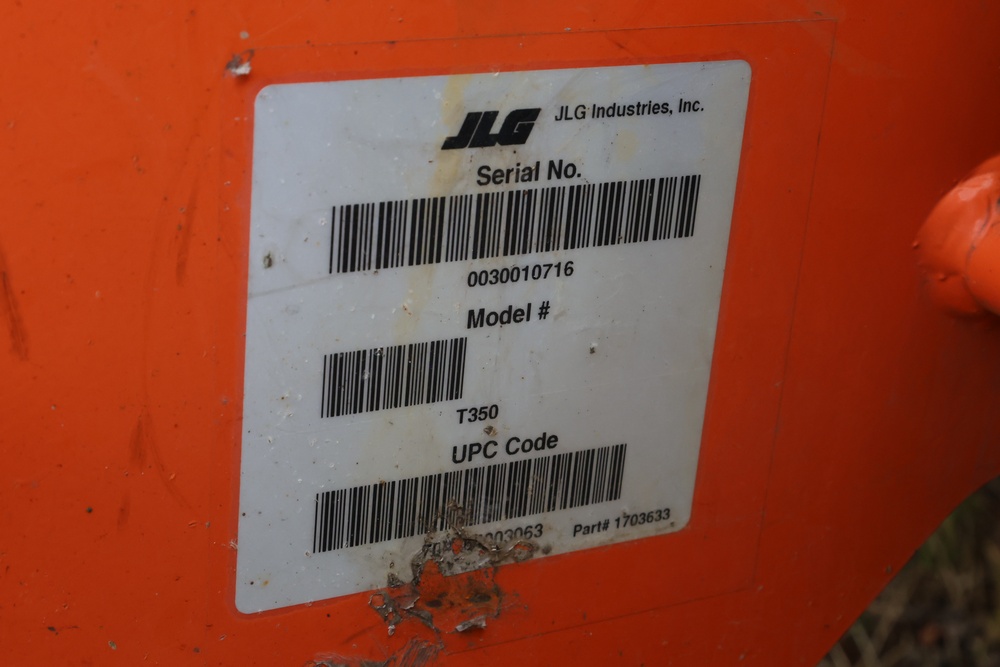 JLG JLG Industries, Inc.
Serial No.
0030010716
Model #
T350
UPC Code
Part# 1703633